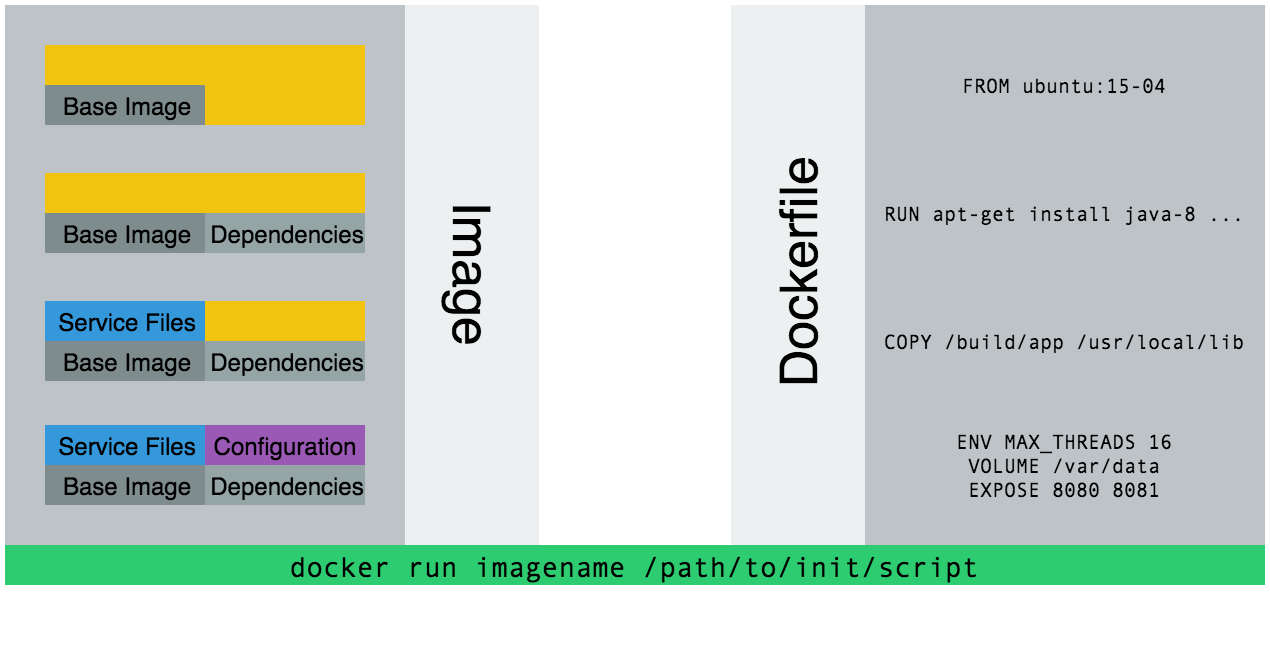 Base Image
Base Image Dependencies
Service Files
Base Image Dependencies
Service Files Configuration
Base Image Dependencies
Image
Dockerfile
FROM ubuntu:15-04
RUN apt-get install java-8 ...
COPY /build/app /usr/local/lib
ENV MAX_THREADS 16
VOLUME /var/data
EXPOSE 8080 8081
docker run imagename /path/to/init/script